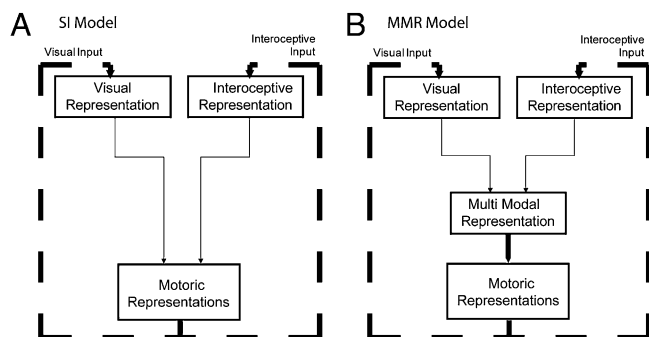 A
SI Model
Visual Input
Interoceptive
Input
Visual
Representation
Interoceptive
Representation
Motoric
Representations
B
MMR Model
Visual Input
Interoceptive
Input
Visual
Representation
Interoceptive
Representation
Multi Modal
Representation
Motoric
Representations